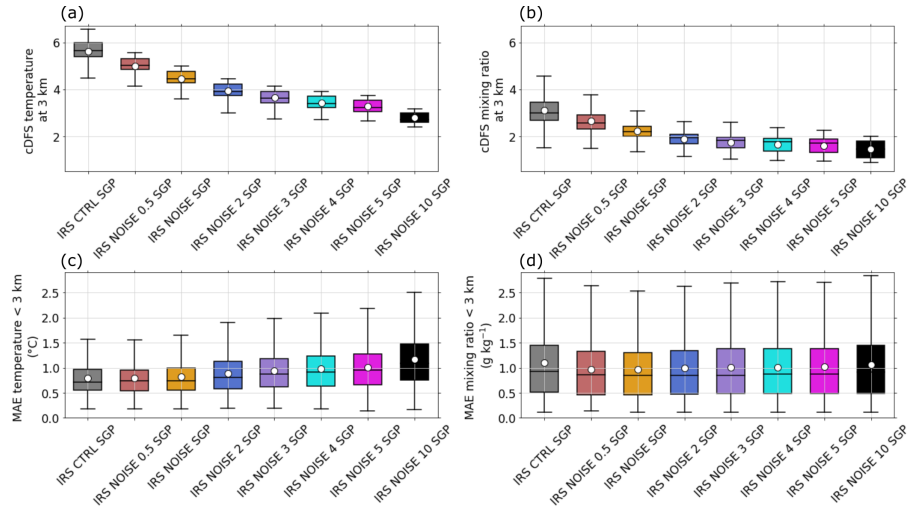 (a)
cDFS temperature
at 3 km
6
4
2
IRS CTRL SGP
IRS NOISE 0.5 SGP
IRS NOISE SGP
IRS NOISE 2 SGP
IRS NOISE 3 SGP
IRS NOISE 4 SGP
IRS NOISE 5 SGP
IRS NOISE 10 SGP
(b)
cDFS mixing ratio
at 3 km
6
4
2
IRS CTRL SGP
IRS NOISE 0.5 SGP
IRS NOISE SGP
IRS NOISE 2 SGP
IRS NOISE 3 SGP
IRS NOISE 4 SGP
IRS NOISE 5 SGP
IRS NOISE 10 SGP
(c)
MAE temperature < 3 km
(°C)
2.5
2.0
1.5
1.0
0.5
0.0
IRS CTRL SGP
IRS NOISE 0.5 SGP
IRS NOISE SGP
IRS NOISE 2 SGP
IRS NOISE 3 SGP
IRS NOISE 4 SGP
IRS NOISE 5 SGP
IRS NOISE 10 SGP
(d)
MAE mixing ratio < 3 km
(g kg⁻¹)
2.5
2.0
1.5
1.0
0.5
0.0
IRS CTRL SGP
IRS NOISE 0.5 SGP
IRS NOISE SGP
IRS NOISE 2 SGP
IRS NOISE 3 SGP
IRS NOISE 4 SGP
IRS NOISE 5 SGP
IRS NOISE 10 SGP